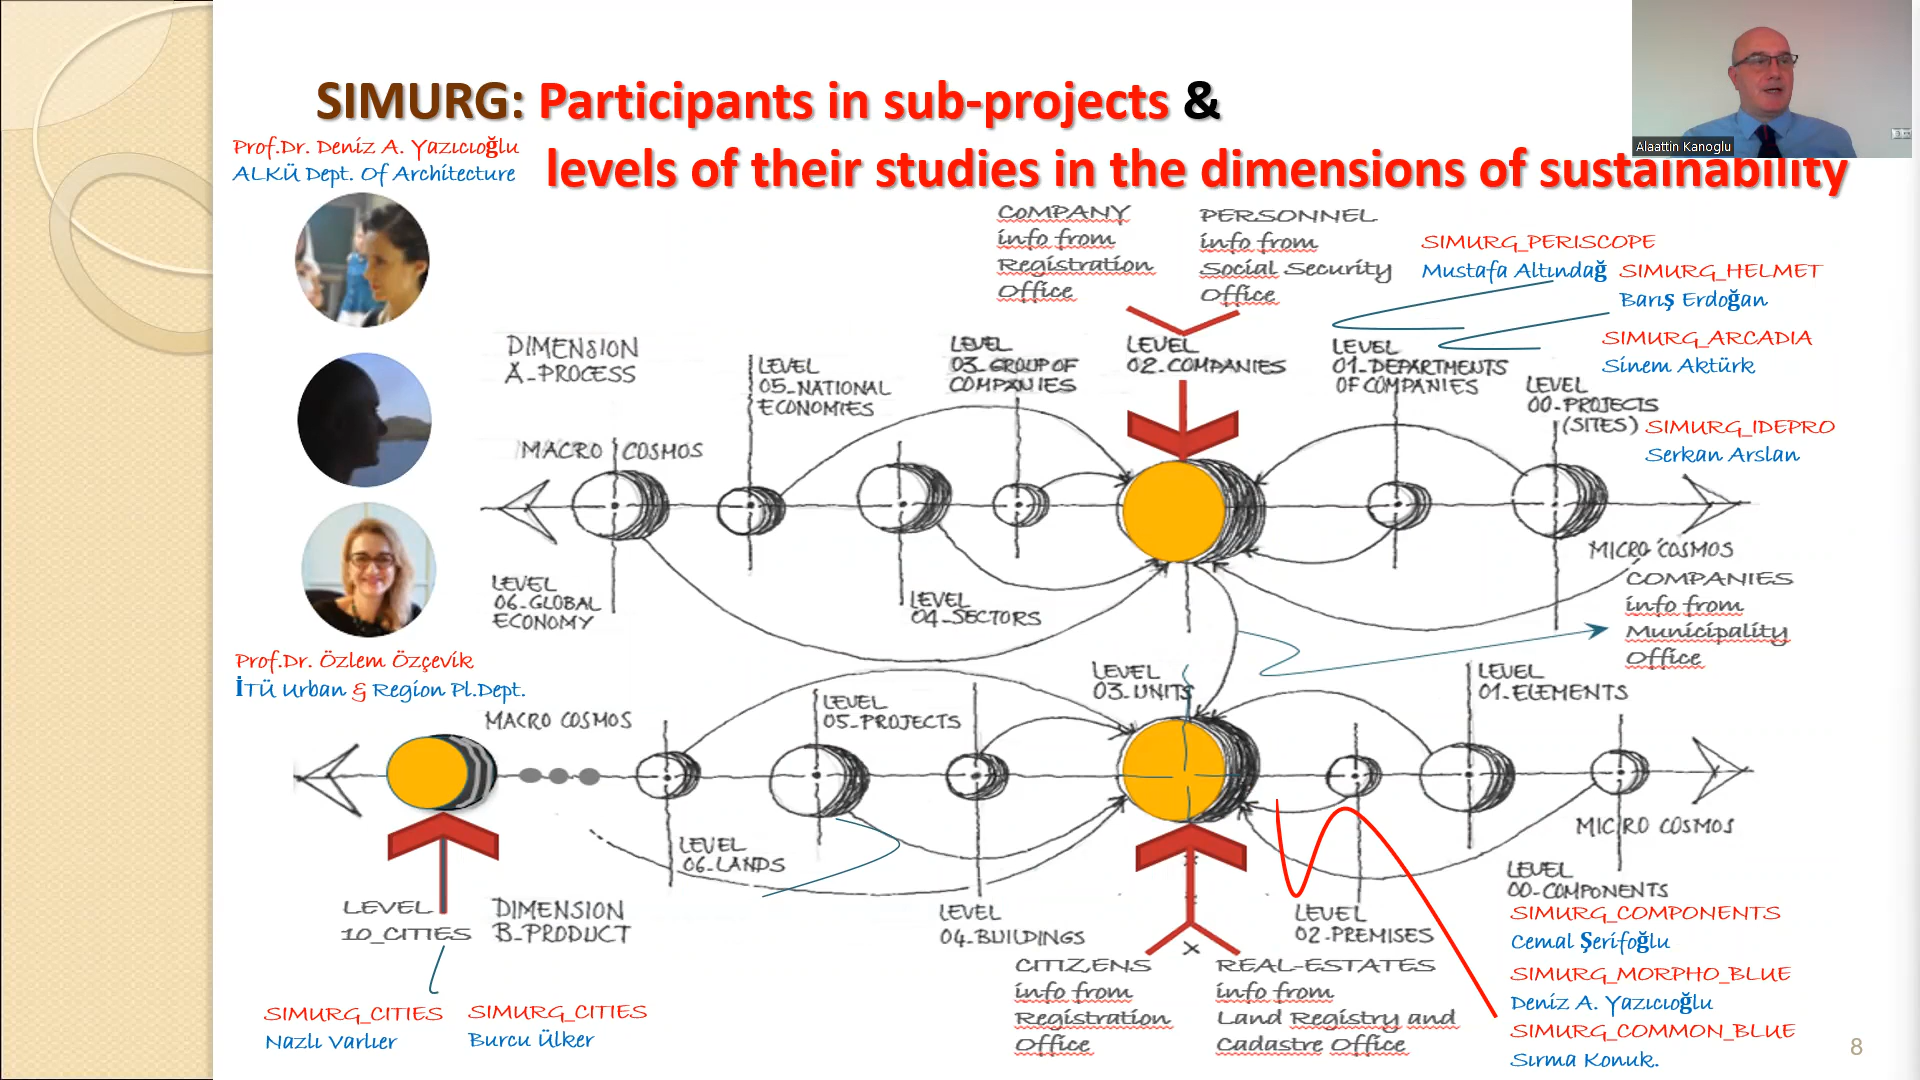 SIMURG: Participants in sub-projects &
levels of their studies in the dimensions of sustainability
Alaattin Kanoglu
Prof.Dr. Deniz A. Yazıcıoğlu
ALKÜ Dept. Of Architecture
COMPANY
info from
Registration
Office
PERSONNEL
info from
Social Security
Office
SIMURG_PERISCOPE
Mustafa Altındağ
SIMURG_HELMET
Barış Erdoğan
SIMURG_ARCADIA
Sinem Aktürk
SIMURG_IDEPRO
Serkan Arslan
DIMENSION
A_PROCESS
LEVEL
05_NATIONAL
ECONOMIES
LEVEL
03_GROUP OF
COMPANIES
LEVEL
02_COMPANIES
LEVEL
01_DEPARTMENTS
OF COMPANIES
LEVEL
00_PROJECTS
(SITES)
MACRO COSMOS
LEVEL
06_GLOBAL
ECONOMY
LEVEL
04_SECTORS
MICRO COSMOS
COMPANIES
info from
Municipality
Office
Prof.Dr. Özlem Özçevik
İTÜ Urban & Region Pl.Dept.
MACRO COSMOS
LEVEL
05_PROJECTS
LEVEL
03_UNITS
LEVEL
01_ELEMENTS
MICRO COSMOS
LEVEL
06_LANDS
LEVEL
10_CITIES
DIMENSION
B_PRODUCT
LEVEL
04_BUILDINGS
LEVEL
02_PREMISES
LEVEL
00_COMPONENTS
SIMURG_COMPONENTS
Cemal Şerifoğlu
SIMURG_MORPHO_BLUE
Deniz A. Yazıcıoğlu
SIMURG_COMMON_BLUE
Sırma Konuk.
CITIZENS
info from
Registration
Office
REAL-ESTATES
info from
Land Registry and
Cadastre Office
SIMURG_CITIES
Nazlı Varlıer
SIMURG_CITIES
Burcu Ülker
8